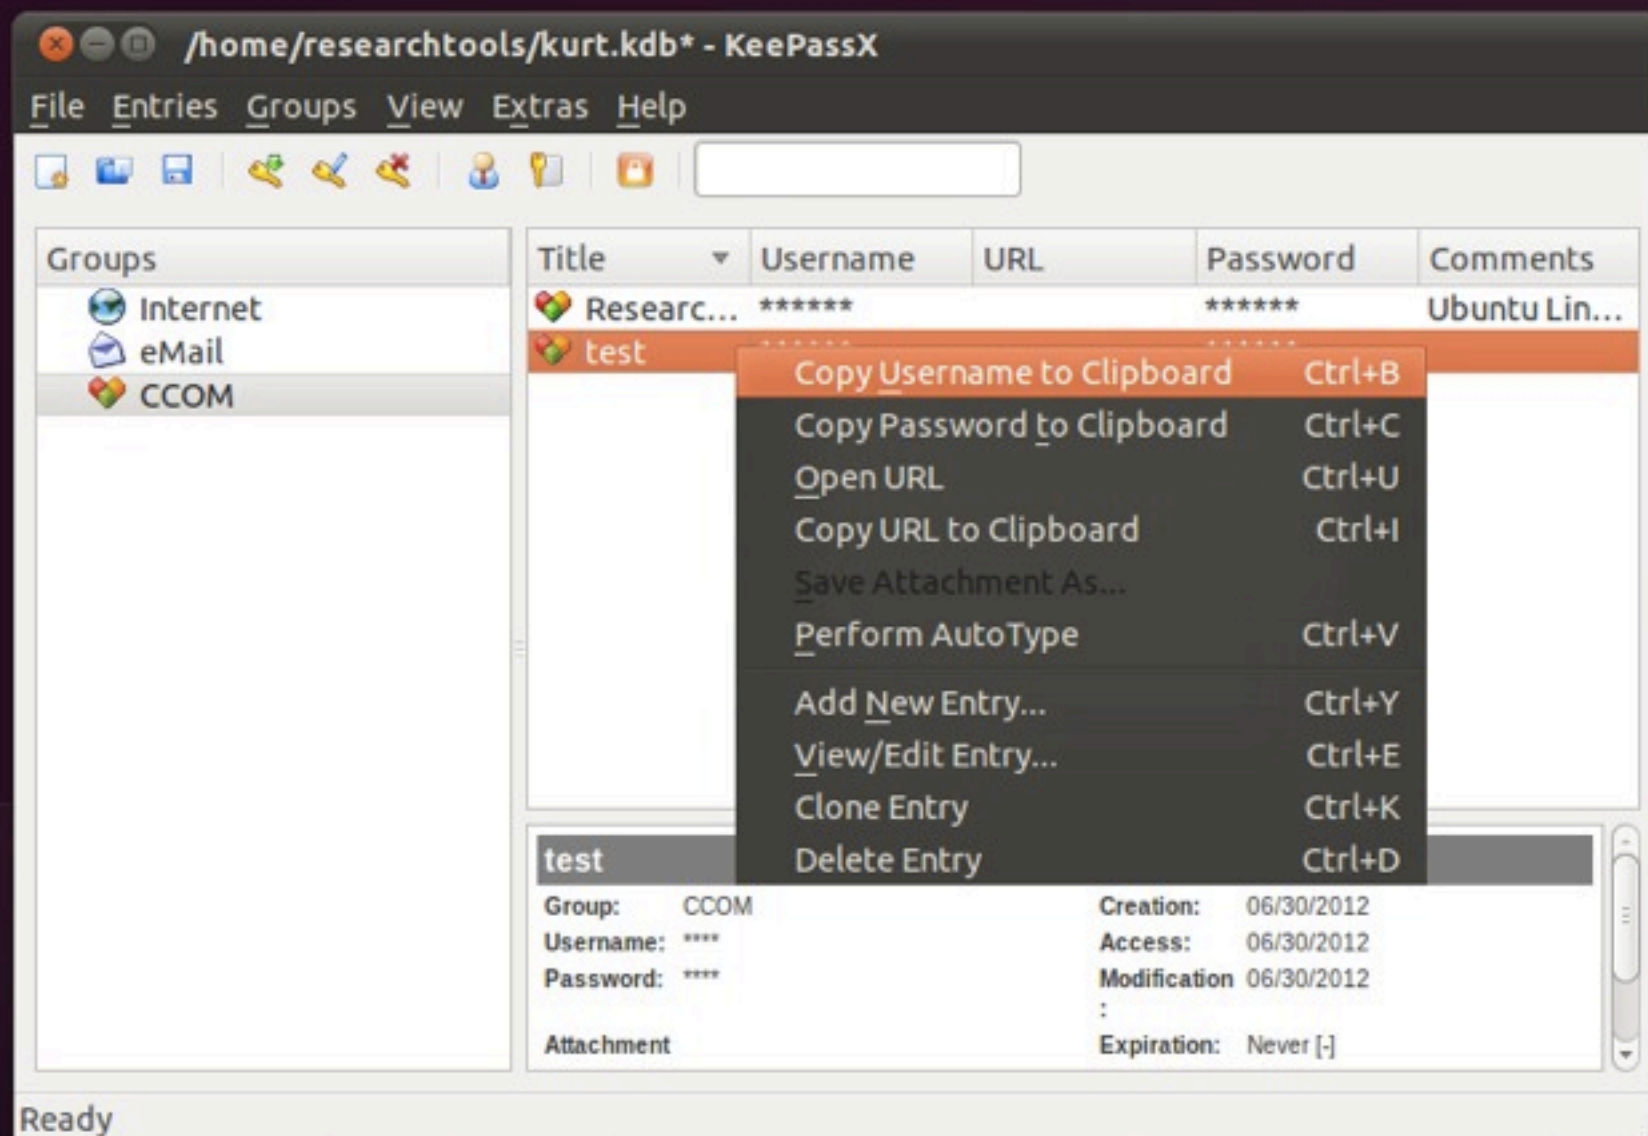 /home/researchtools/kurt.kdb* - KeePassX
File Entries Groups View Extras Help
Groups
Internet
eMail
CCOM
Title Username URL Password Comments
Researc... ****** ****** Ubuntu Lin...
test
Copy Username to Clipboard Ctrl+B
Copy Password to Clipboard Ctrl+C
Open URL Ctrl+U
Copy URL to Clipboard Ctrl+I
Save Attachment As...
Perform AutoType Ctrl+V
Add New Entry... Ctrl+Y
View/Edit Entry... Ctrl+E
Clone Entry Ctrl+K
Delete Entry Ctrl+D
test
Group: CCOM Creation: 06/30/2012
Username: **** Access: 06/30/2012
Password: **** Modification 06/30/2012
:
Attachment Expiration: Never [-]
Ready